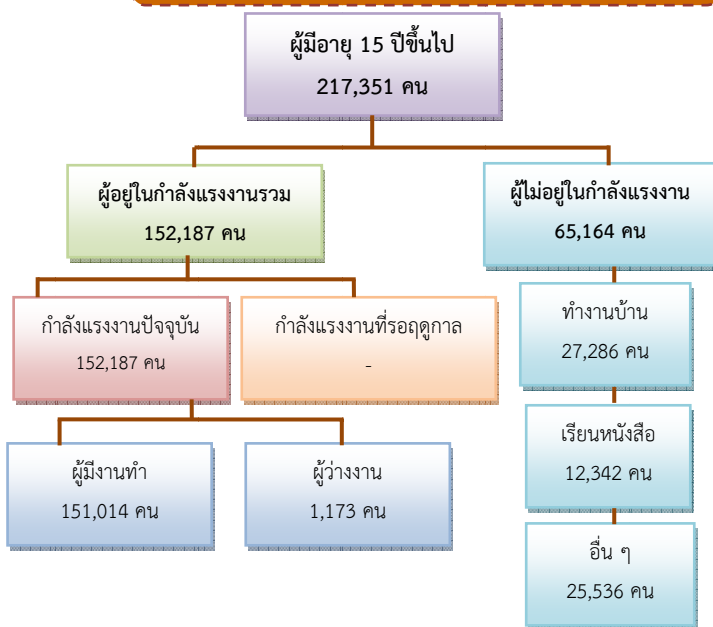 ผู้มีอายุ 15 ปีขึ้นไป
217,351 คน
ผู้อยู่ในกำลังแรงงานรวม
152,187 คน
ผู้ไม่อยู่ในกำลังแรงงาน
65,164 คน
กำลังแรงงานปัจจุบัน
152,187 คน
กำลังแรงงานที่รอฤดูกาล
-
ทำงานบ้าน
27,286 คน
ผู้มีงานทำ
151,014 คน
ผู้ว่างงาน
1,173 คน
เรียนหนังสือ
12,342 คน
อื่น ๆ
25,536 คน